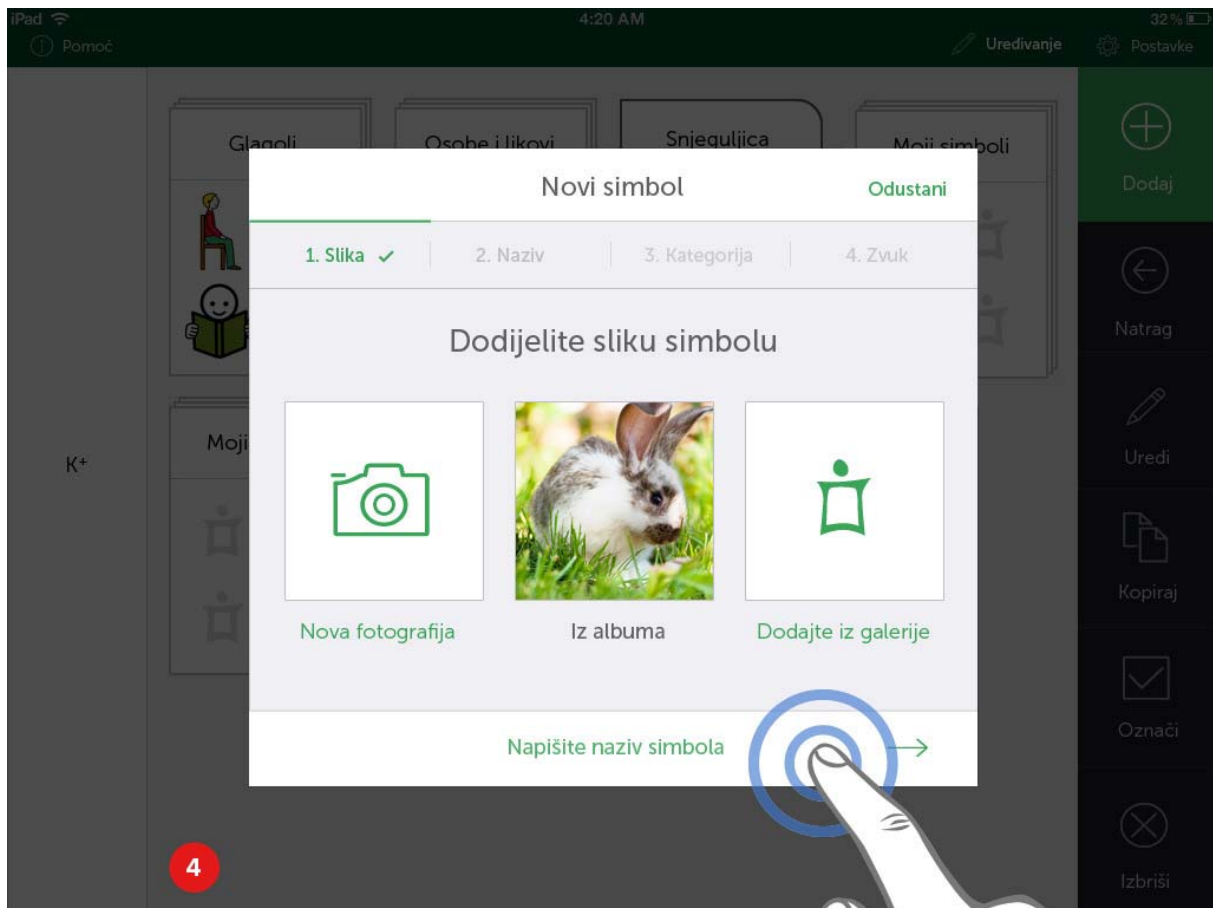 iPad 4:20 AM 32%
Pomoć Uredivanje Postavke
Glagoli Osobe i likovi Snjeguljica Moji simboli
Novi simbol Odustani
Dodaj
1. Slika 2. Naziv 3. Kategorija 4. Zvuk
Natrag
Dodijelite sliku simbolu
Moji
K+
Uredi
Kopiraj
Nova fotografija Iz albuma Dodajte iz galerije
Označi
Napišite naziv simbola
4
Izbriši